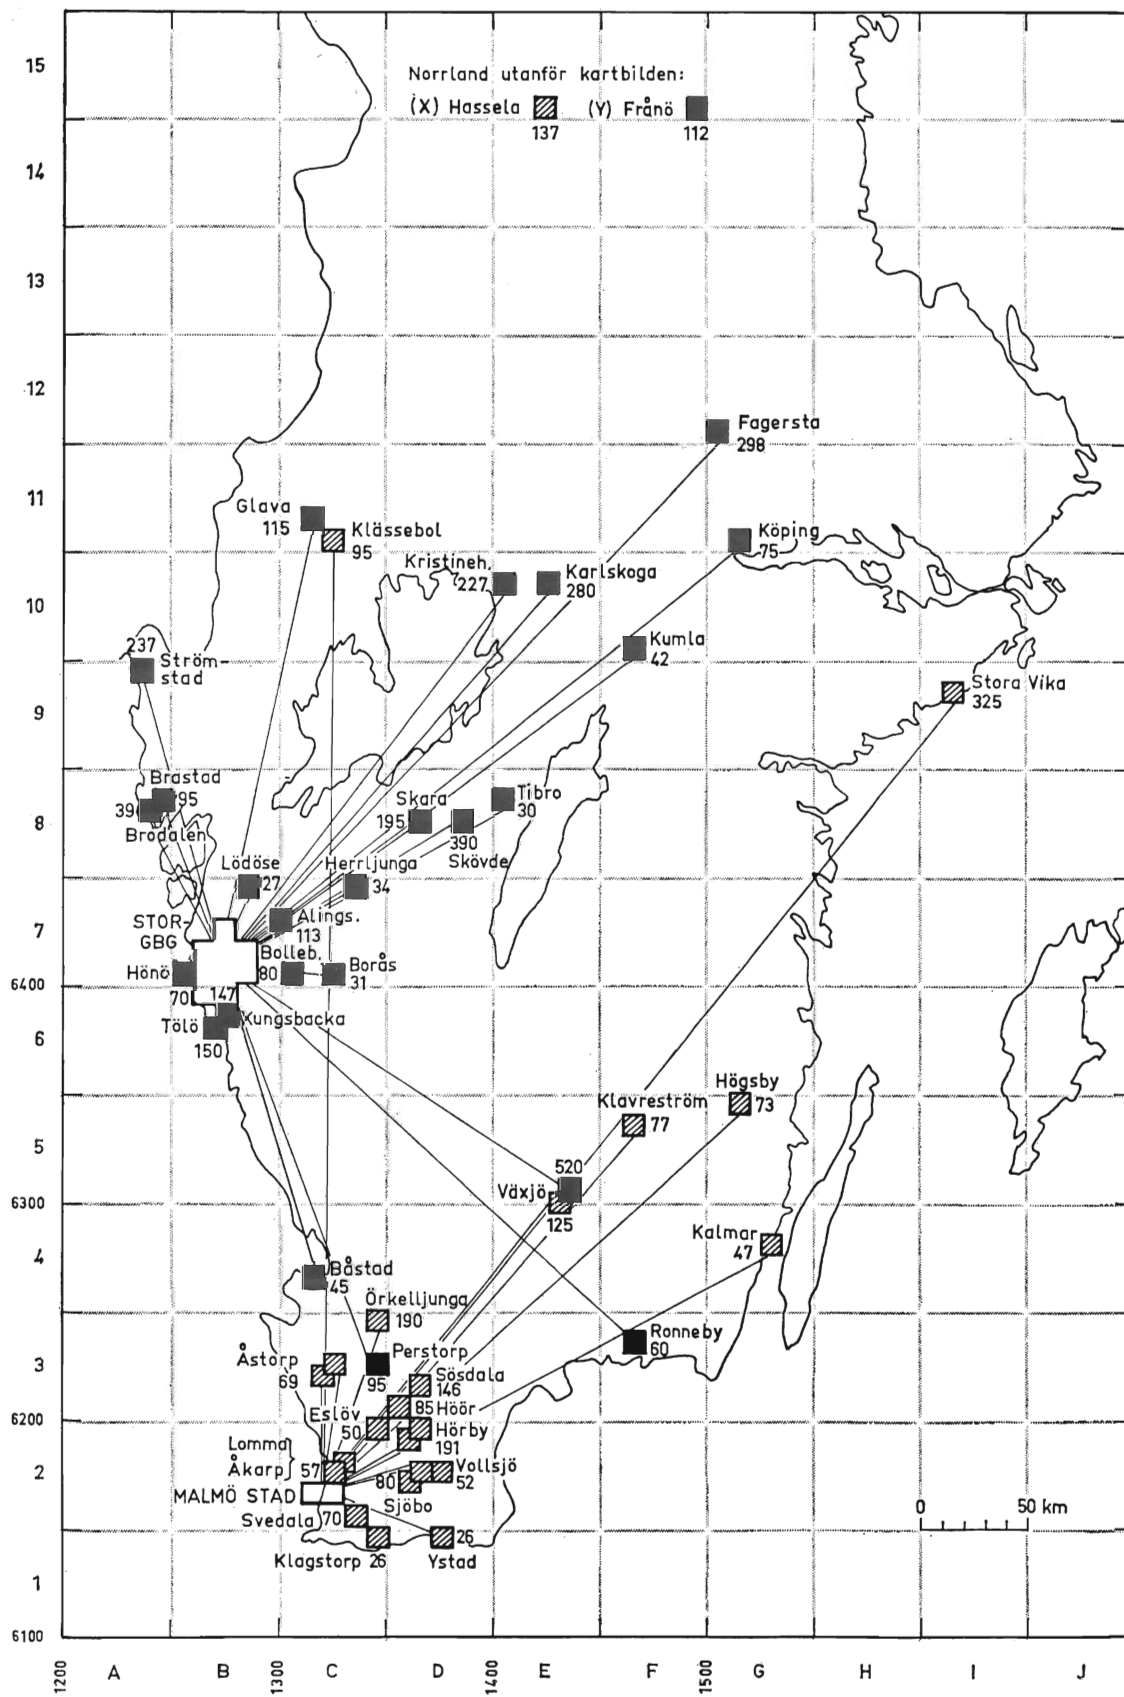 15
Norrland utanför kartbilden:
(X) Hassela (Y) Frånö
137 112
14
13
12
Fagersta
298
11
Glava
115
Klässebol
95
Köping
75
Kristineh.
227
Karlskoga
280
10
237
Ström-
stad
Kumla
42
Stora Vika
325
9
Brastad
95
39
Brodalen
Skara
195
Tibro
30
390
Skövde
8
Lödöse
27
Herrljunga
34
STOR-
GBG
Alings.
113
7
Hönö
70
Bolleb.
80
Borås
31
6400
147
Kungsbacka
Tölö
150
6
Högsby
73
Klavreström
77
5
520
Växjö
125
6300
Kalmar
47
4
Båstad
45
Örkelljunga
190
Ronneby
60
Perstorp
95
3
Åstorp
69
Sösdala
146
85 Höör
Eslöv
50
Hörby
191
6200
Lomma
Åkarp
57
2
Vollsjö
52
80
Sjöbo
MALMÖ STAD
Svedala 70
0 50 km
Klagstorp 26
26
Ystad
1
6100
1200 A B 1300 C D 1400 E F 1500 G H I J